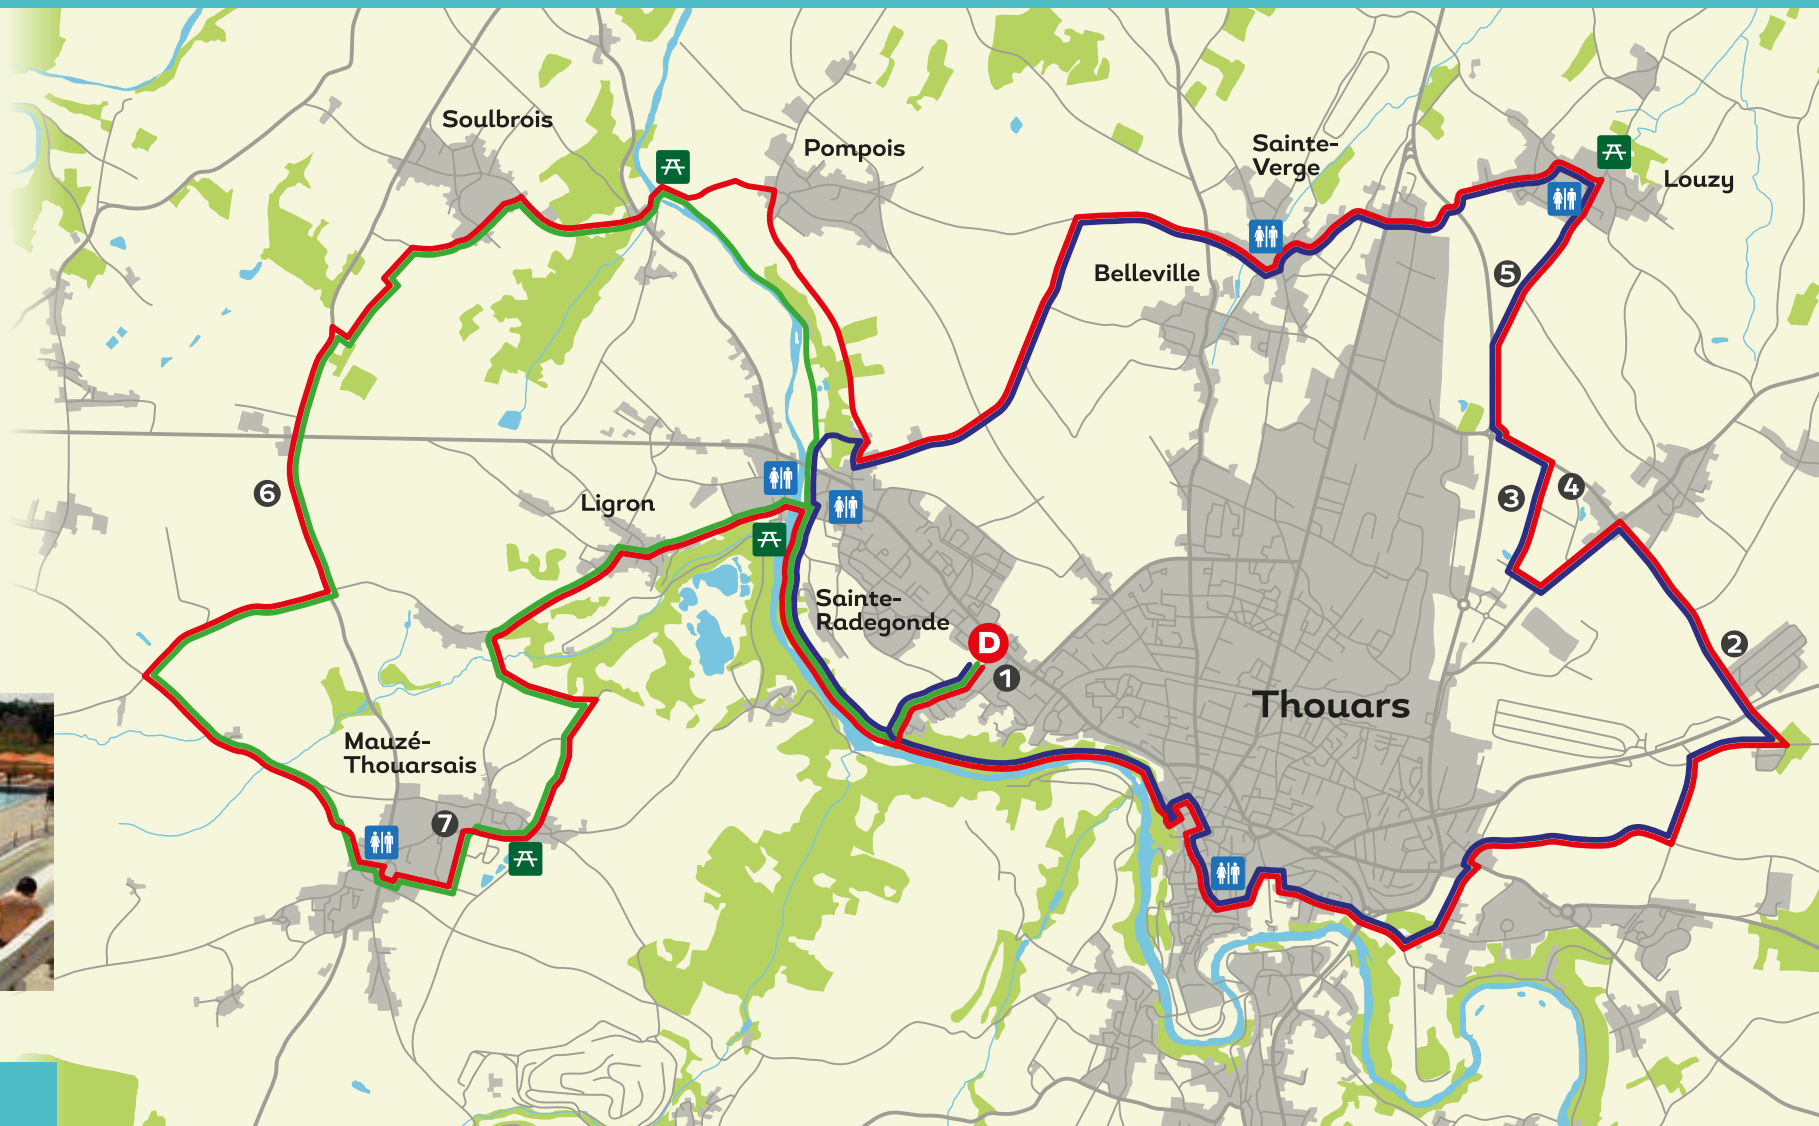 Soulbrois
Pompois
Sainte-
Verge
Louzy
Belleville
5
6
Ligron
3
4
Sainte-
Radegonde
D
1
2
Thouars
Mauzé-
Thouarsais
7